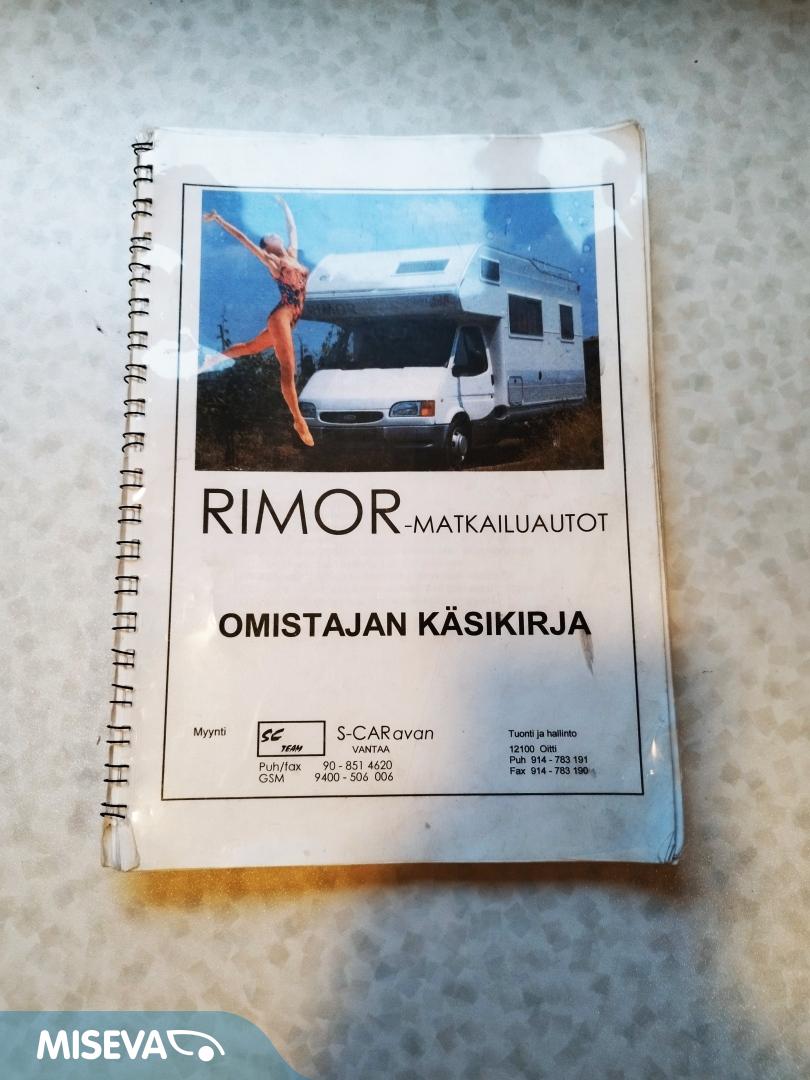 RIMOR-MATKAILUAUTOT
OMISTAJAN KÄSIKIRJA
Myynti
SC TEAM
S-CARavan
VANTAA
Puh/fax 90 - 851 4620
GSM 9400 - 506 006
Tuonti ja hallinto
12100 Oitti
Puh 914 - 783 191
Fax 914 - 783 190
MISEVA